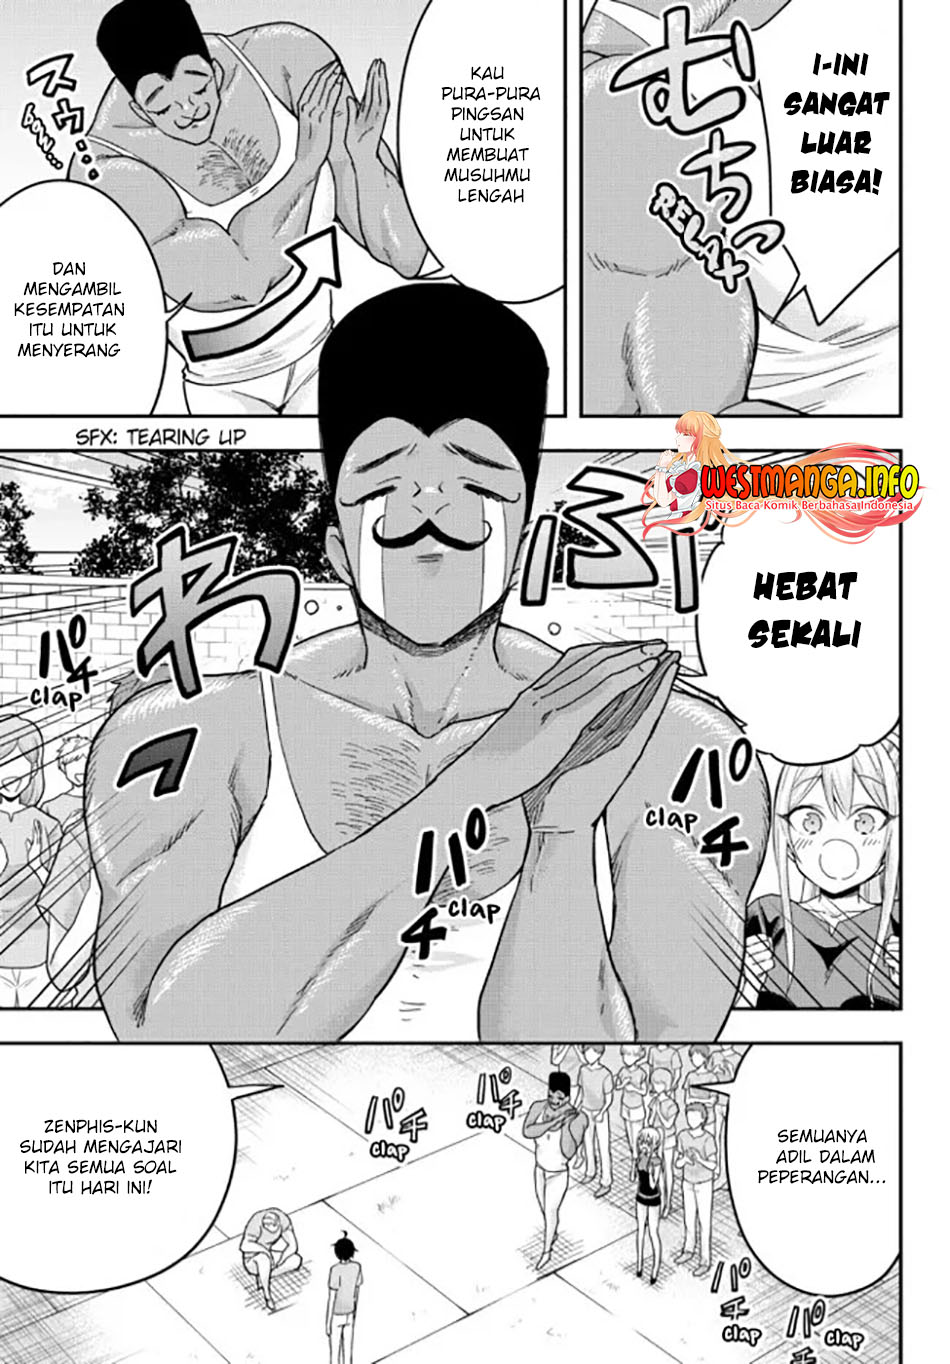 I-INI
SANGAT
LUAR
BIASA!
むちっ
RELAX
KAU
PURA-PURA
PINGSAN
UNTUK
MEMBUAT
MUSUHMU
LENGAH
スゥ...
BOW...
DAN
MENGAMBIL
KESEMPATAN
ITU UNTUK
MENYERANG
SFX: TEARING UP
WESTMANGA.INFO
Situs Baca Komik Berbahasa Indonesia
HEBAT
SEKALI
ぶわっ
パチ
clap
パチ
clap
パチ
clap
SEMUANYA
ADIL DALAM
PEPERANGAN...
パチ
clap
パチ
clap
ZENPHIS-KUN
SUDAH MENGAJARI
KITA SEMUA SOAL
ITU HARI INI!
パチ
clap
パチ
clap